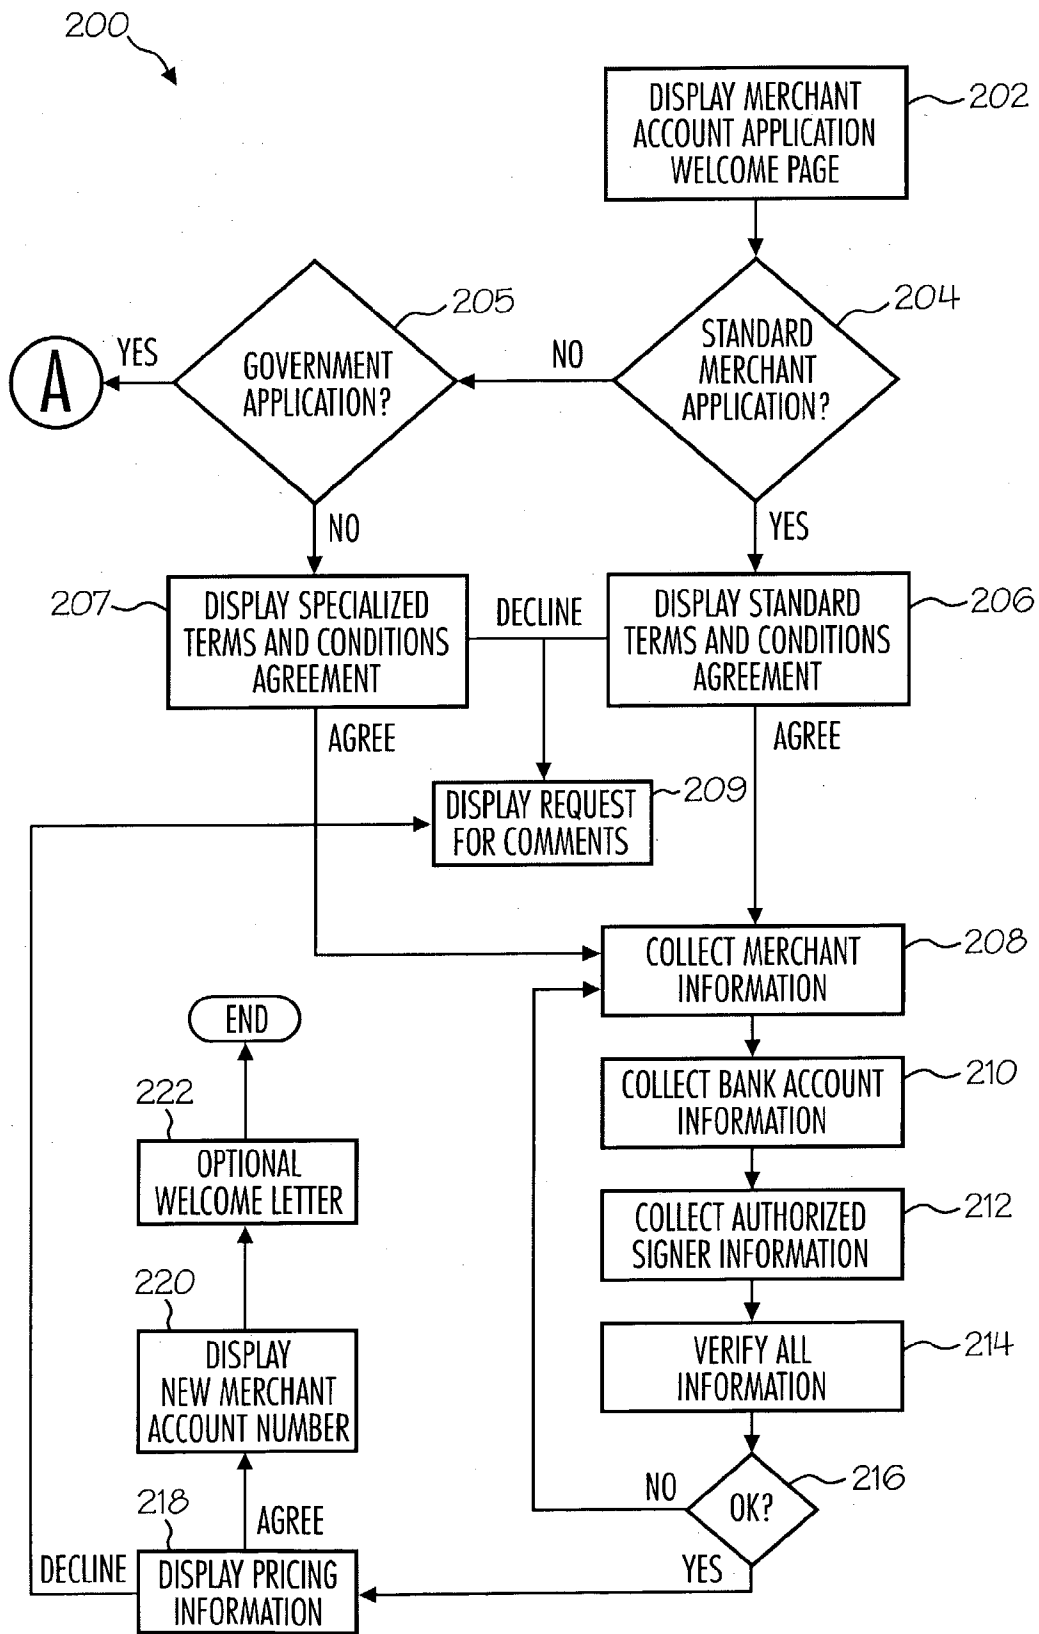 200
DISPLAY MERCHANT
ACCOUNT APPLICATION
WELCOME PAGE
202
205
204
A
YES
GOVERNMENT
APPLICATION?
NO
STANDARD
MERCHANT
APPLICATION?
NO
YES
207
DISPLAY SPECIALIZED
TERMS AND CONDITIONS
AGREEMENT
DECLINE
DISPLAY STANDARD
TERMS AND CONDITIONS
AGREEMENT
206
AGREE
AGREE
DISPLAY REQUEST
FOR COMMENTS
209
COLLECT MERCHANT
INFORMATION
208
END
COLLECT BANK ACCOUNT
INFORMATION
210
222
OPTIONAL
WELCOME LETTER
COLLECT AUTHORIZED
SIGNER INFORMATION
212
220
DISPLAY
NEW MERCHANT
ACCOUNT NUMBER
VERIFY ALL
INFORMATION
214
NO
OK?
216
218
AGREE
YES
DECLINE
DISPLAY PRICING
INFORMATION